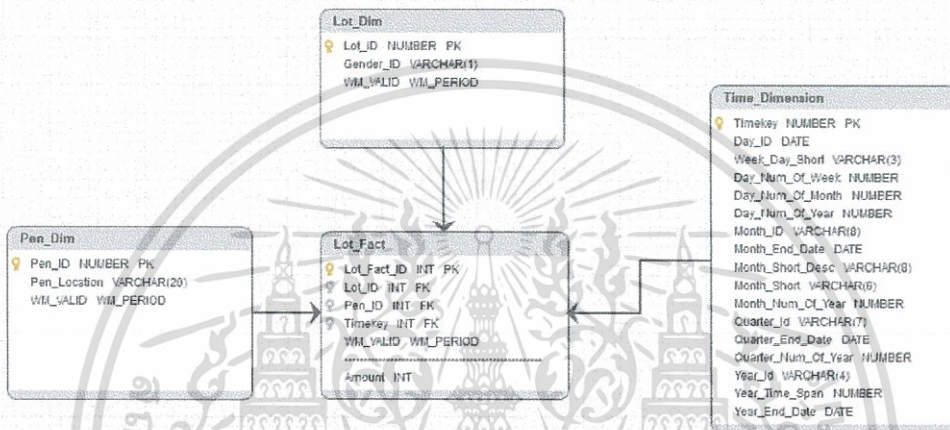 Lot_Dim
Lot_ID NUMBER PK
Gender_ID VARCHAR(1)
WM_VALID WM_PERIOD
Time_Dimension
Timekey NUMBER PK
Day_ID DATE
Week_Day_Short VARCHAR(3)
Day_Num_Of_Week NUMBER
Day_Num_Of_Month NUMBER
Day_Num_Of_Year NUMBER
Month_ID VARCHAR(8)
Month_End_Date DATE
Month_Short_Desc VARCHAR(8)
Month_Short VARCHAR(6)
Month_Num_Of_Year NUMBER
Quarter_Id VARCHAR(7)
Quarter_End_Date DATE
Quarter_Num_Of_Year NUMBER
Year_Id VARCHAR(4)
Year_Time_Span NUMBER
Year_End_Date DATE
Pen_Dim
Pen_ID NUMBER PK
Pen_Location VARCHAR(20)
WM_VALID WM_PERIOD
Lot_Fact
Lot_Fact_ID INT PK
Lot_ID INT FK
Pen_ID INT FK
Timekey INT FK
WM_VALID WM_PERIOD
Amount INT